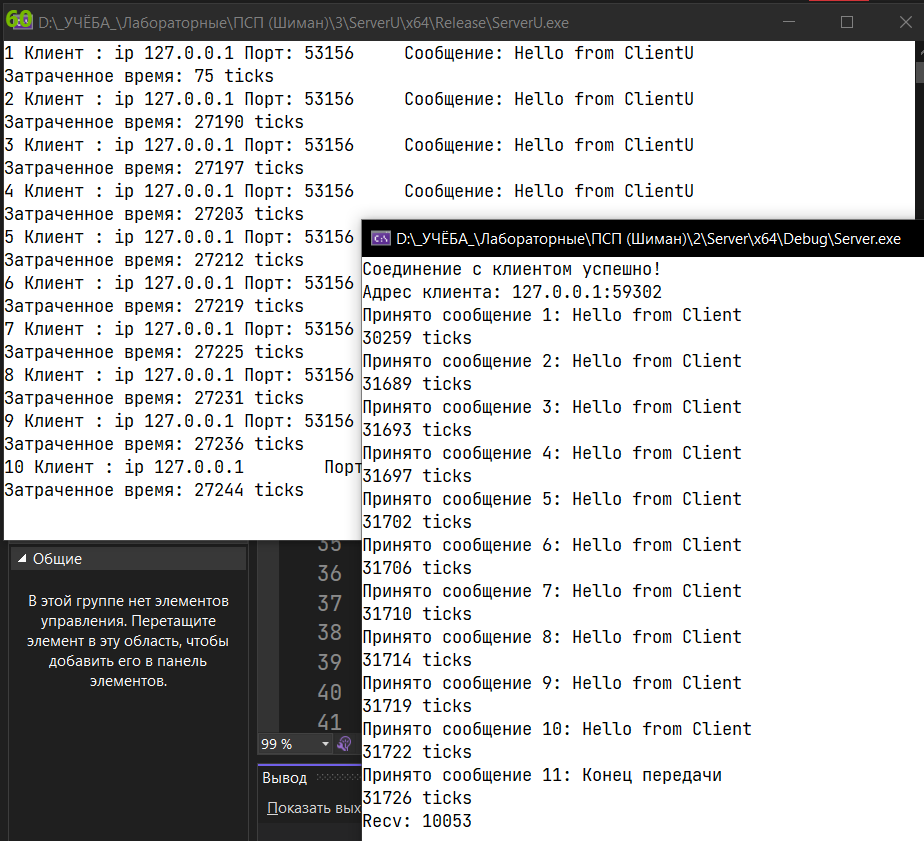 60
D:\_УЧЁБА_\Лабораторные\ПСП (Шиман)\3\ServerU\x64\Release\ServerU.exe
1 Клиент : ip 127.0.0.1 Порт: 53156 Сообщение: Hello from ClientU
Затраченное время: 75 ticks
2 Клиент : ip 127.0.0.1 Порт: 53156 Сообщение: Hello from ClientU
Затраченное время: 27190 ticks
3 Клиент : ip 127.0.0.1 Порт: 53156 Сообщение: Hello from ClientU
Затраченное время: 27197 ticks
4 Клиент : ip 127.0.0.1 Порт: 53156 Сообщение: Hello from ClientU
Затраченное время: 27203 ticks
5 Клиент : ip 127.0.0.1 Порт: 53156
Затраченное время: 27212 ticks
6 Клиент : ip 127.0.0.1 Порт: 53156
Затраченное время: 27219 ticks
7 Клиент : ip 127.0.0.1 Порт: 53156
Затраченное время: 27225 ticks
8 Клиент : ip 127.0.0.1 Порт: 53156
Затраченное время: 27231 ticks
9 Клиент : ip 127.0.0.1 Порт: 53156
Затраченное время: 27236 ticks
10 Клиент : ip 127.0.0.1 Порт
Затраченное время: 27244 ticks
D:\_УЧЁБА_\Лабораторные\ПСП (Шиман)\2\Server\x64\Debug\Server.exe
Соединение с клиентом успешно!
Адрес клиента: 127.0.0.1:59302
Принято сообщение 1: Hello from Client
30259 ticks
Принято сообщение 2: Hello from Client
31689 ticks
Принято сообщение 3: Hello from Client
31693 ticks
Принято сообщение 4: Hello from Client
31697 ticks
Принято сообщение 5: Hello from Client
31702 ticks
Принято сообщение 6: Hello from Client
31706 ticks
Принято сообщение 7: Hello from Client
31710 ticks
Принято сообщение 8: Hello from Client
31714 ticks
Принято сообщение 9: Hello from Client
31719 ticks
Принято сообщение 10: Hello from Client
31722 ticks
Принято сообщение 11: Конец передачи
31726 ticks
Recv: 10053
Общие
В этой группе нет элементов
управления. Перетащите
элемент в эту область, чтобы
добавить его в панель
элементов.
35
36
37
38
39
40
41
99 %
Вывод
Показать вых